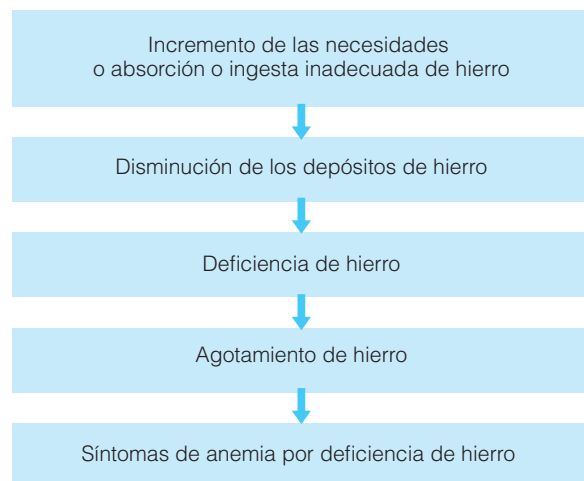 Incremento de las necesidades
o absorción o ingesta inadecuada de hierro
Disminución de los depósitos de hierro
Deficiencia de hierro
Agotamiento de hierro
Síntomas de anemia por deficiencia de hierro